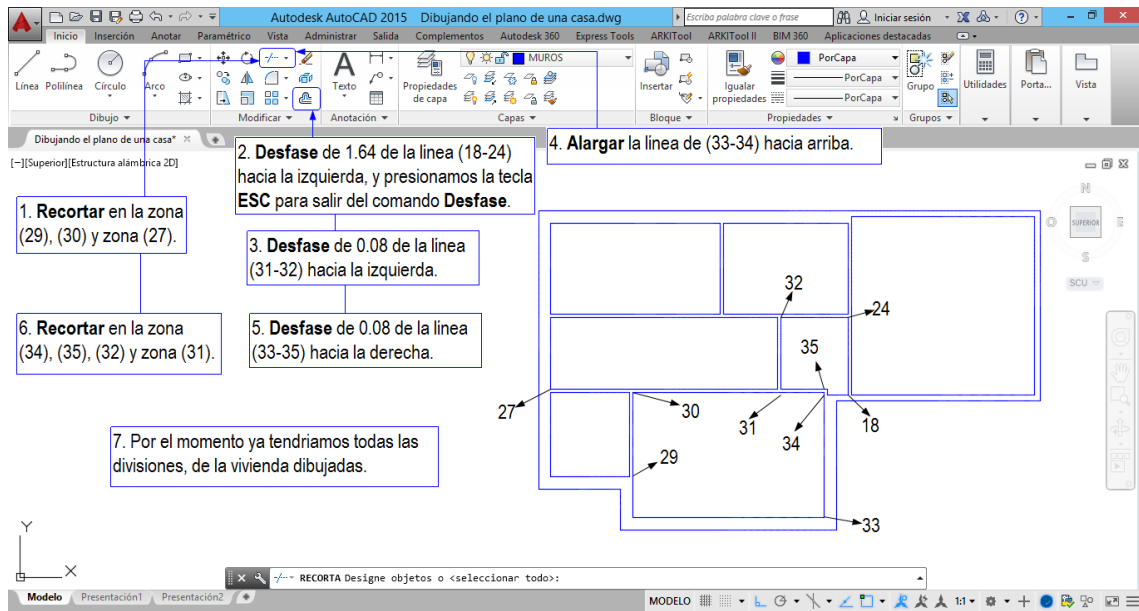 Autodesk AutoCAD 2015 Dibujando el plano de una casa.dwg
Escriba palabra clave o frase
Iniciar sesión
Inicio Inserción Anotar Paramétrico Vista Administrar Salida Complementos Autodesk 360 Express Tools ARKITool ARKITool II BIM 360 Aplicaciones destacadas
MUROS
PorCapa
PorCapa
PorCapa
Línea Polilínea Círculo Arco
Texto
Propiedades de capa
Insertar
Igualar propiedades
Grupo
Utilidades
Porta...
Vista
Dibujo Modificar Anotación Capas Bloque Propiedades Grupos
Dibujando el plano de una casa*
[−][Superior][Estructura alámbrica 2D]
1. Recortar en la zona
(29), (30) y zona (27).
2. Desfase de 1.64 de la linea (18-24)
hacia la izquierda, y presionamos la tecla
ESC para salir del comando Desfase.
3. Desfase de 0.08 de la linea
(31-32) hacia la izquierda.
4. Alargar la linea de (33-34) hacia arriba.
5. Desfase de 0.08 de la linea
(33-35) hacia la derecha.
6. Recortar en la zona
(34), (35), (32) y zona (31).
7. Por el momento ya tendriamos todas las
divisiones, de la vivienda dibujadas.
N
O
SUPERIOR
E
S
SCU
32
24
35
27
30
31
34
18
29
33
Y
X
RECORTA Designe objetos o <seleccionar todo>:
Modelo Presentación1 Presentación2
MODELO
1:1